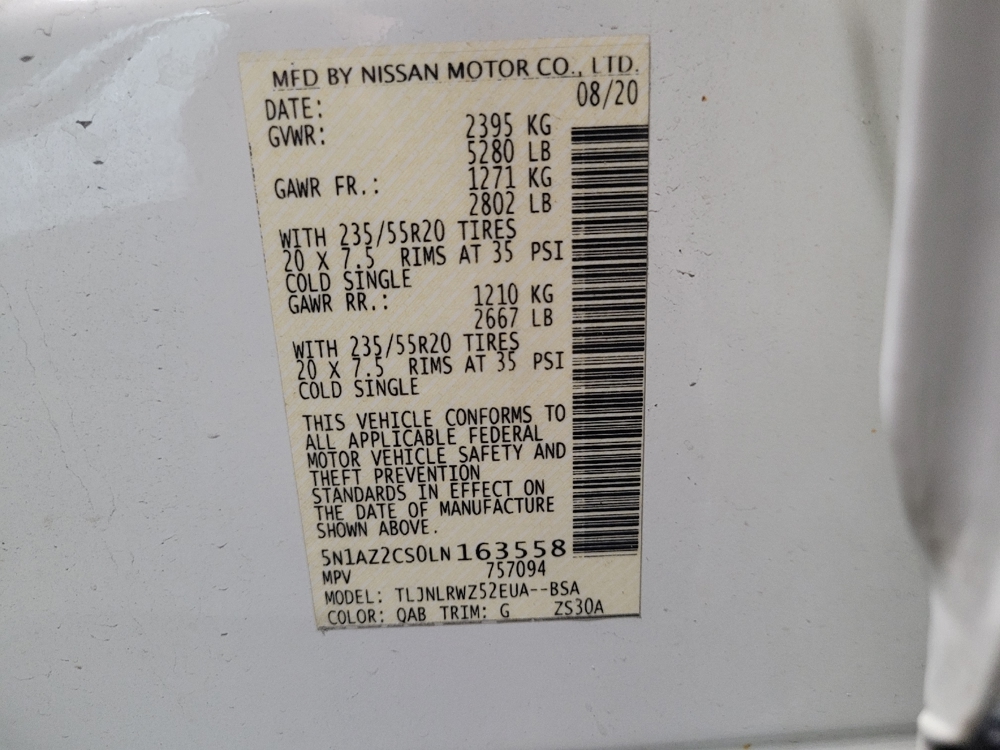 MFD BY NISSAN MOTOR CO., LTD.
DATE: 08/20
GVWR: 2395 KG
5280 LB
GAWR FR.: 1271 KG
2802 LB
WITH 235/55R20 TIRES
20 X 7.5 RIMS AT 35 PSI
COLD SINGLE
GAWR RR.: 1210 KG
2667 LB
WITH 235/55R20 TIRES
20 X 7.5 RIMS AT 35 PSI
COLD SINGLE
THIS VEHICLE CONFORMS TO
ALL APPLICABLE FEDERAL
MOTOR VEHICLE SAFETY AND
THEFT PREVENTION
STANDARDS IN EFFECT ON
THE DATE OF MANUFACTURE
SHOWN ABOVE.
5N1AZ2CS0LN163558
MPV 757094
MODEL: TLJNLRWZ52EUA--BSA
COLOR: QAB TRIM: G ZS30A